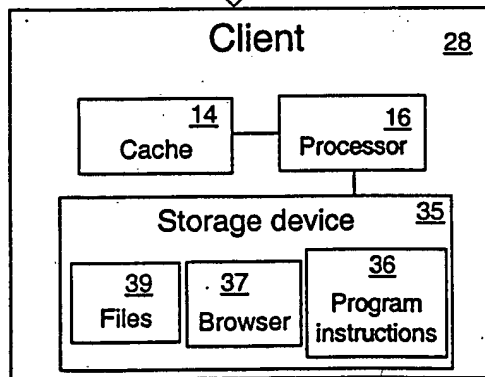 Client 28
14 16
Cache Processor
Storage device 35
39 37 36
Files Browser Program
instructions